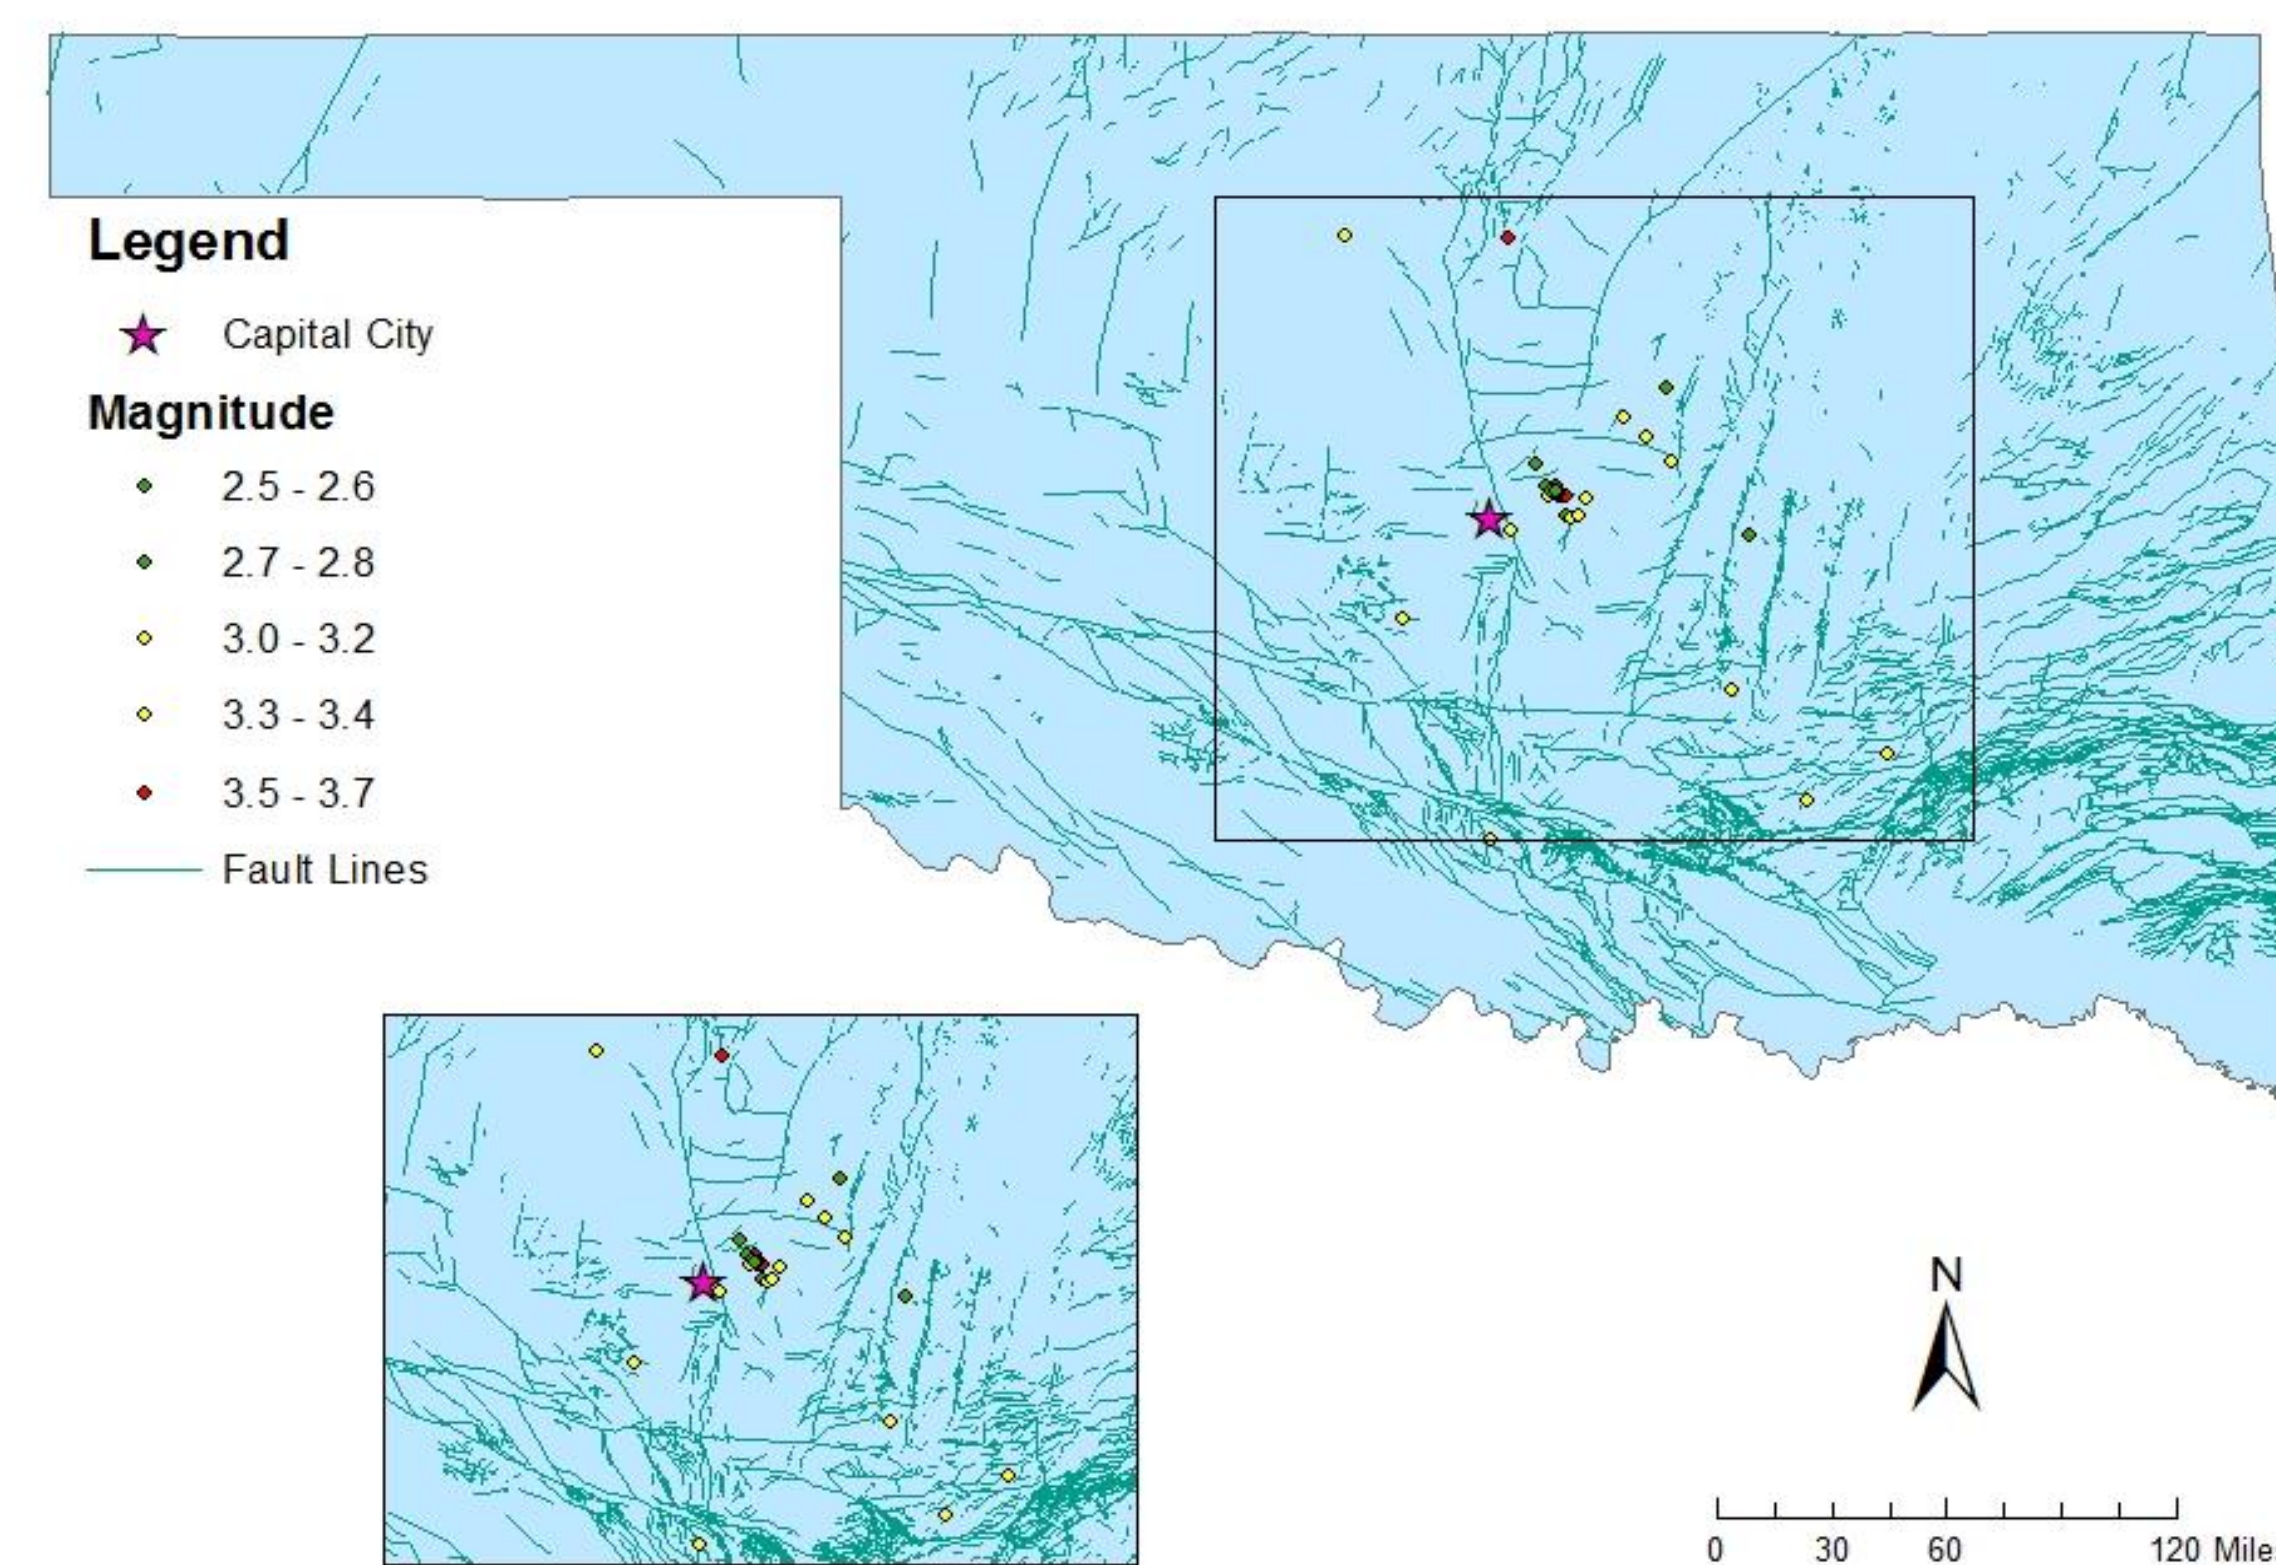 Legend
Capital City
Magnitude
2.5 - 2.6
2.7 - 2.8
3.0 - 3.2
3.3 - 3.4
3.5 - 3.7
Fault Lines
N
0 30 60 120 Mile